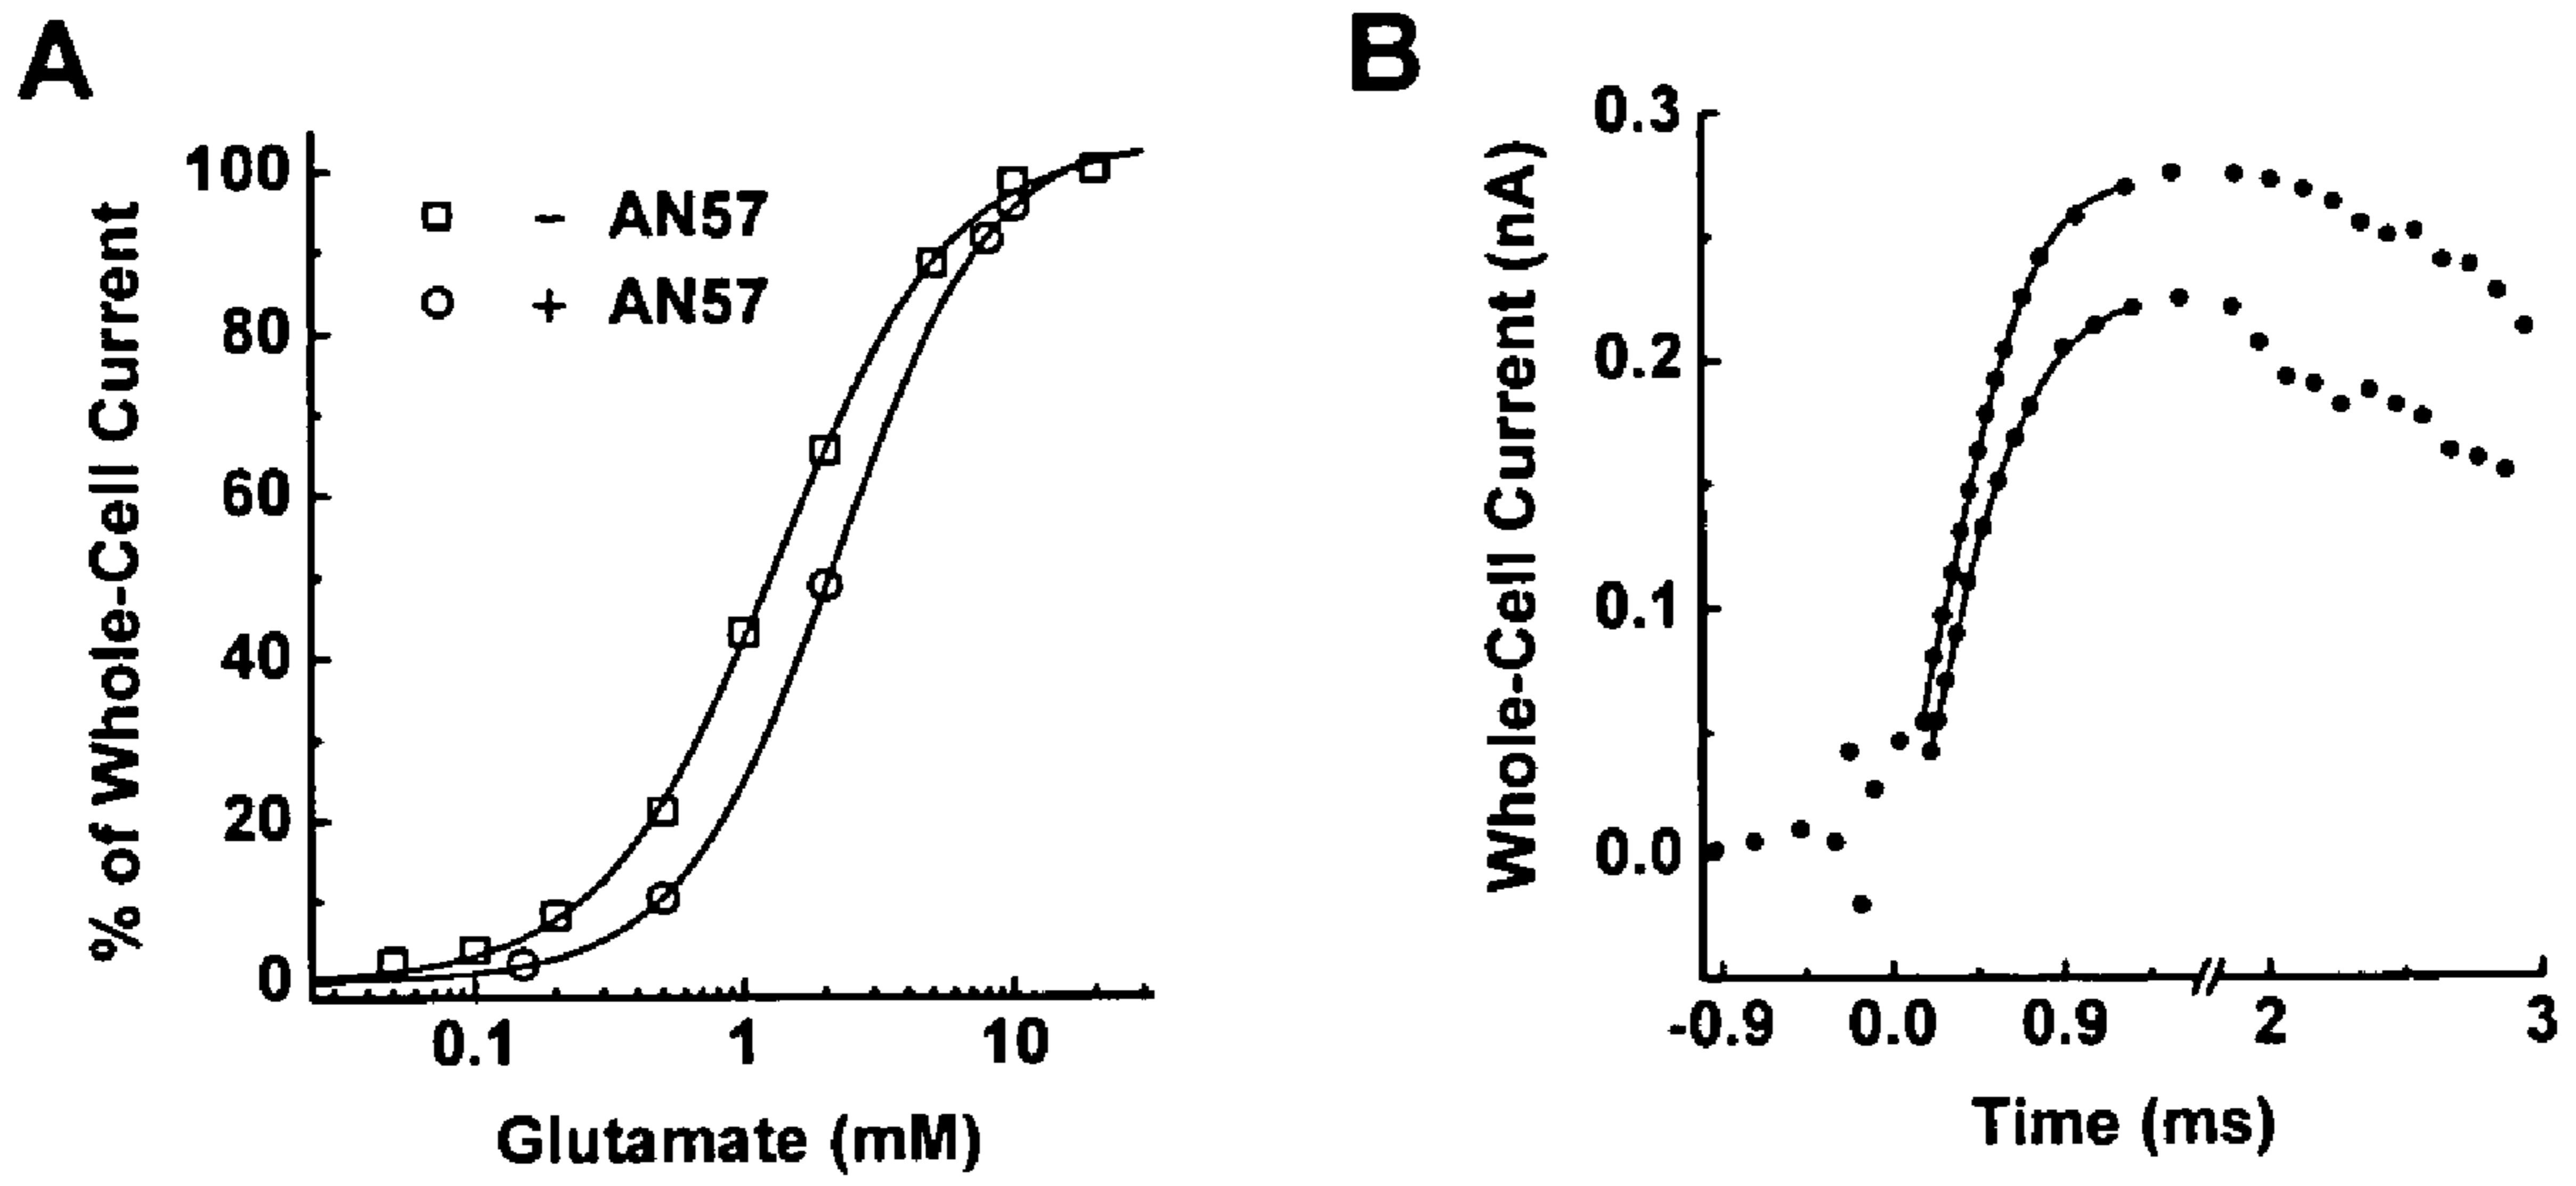 A
% of Whole-Cell Current
100
80
60
40
20
0
− AN57
+ AN57
0.1 1 10
Glutamate (mM)
B
Whole-Cell Current (nA)
0.3
0.2
0.1
0.0
-0.9 0.0 0.9 2 3
Time (ms)